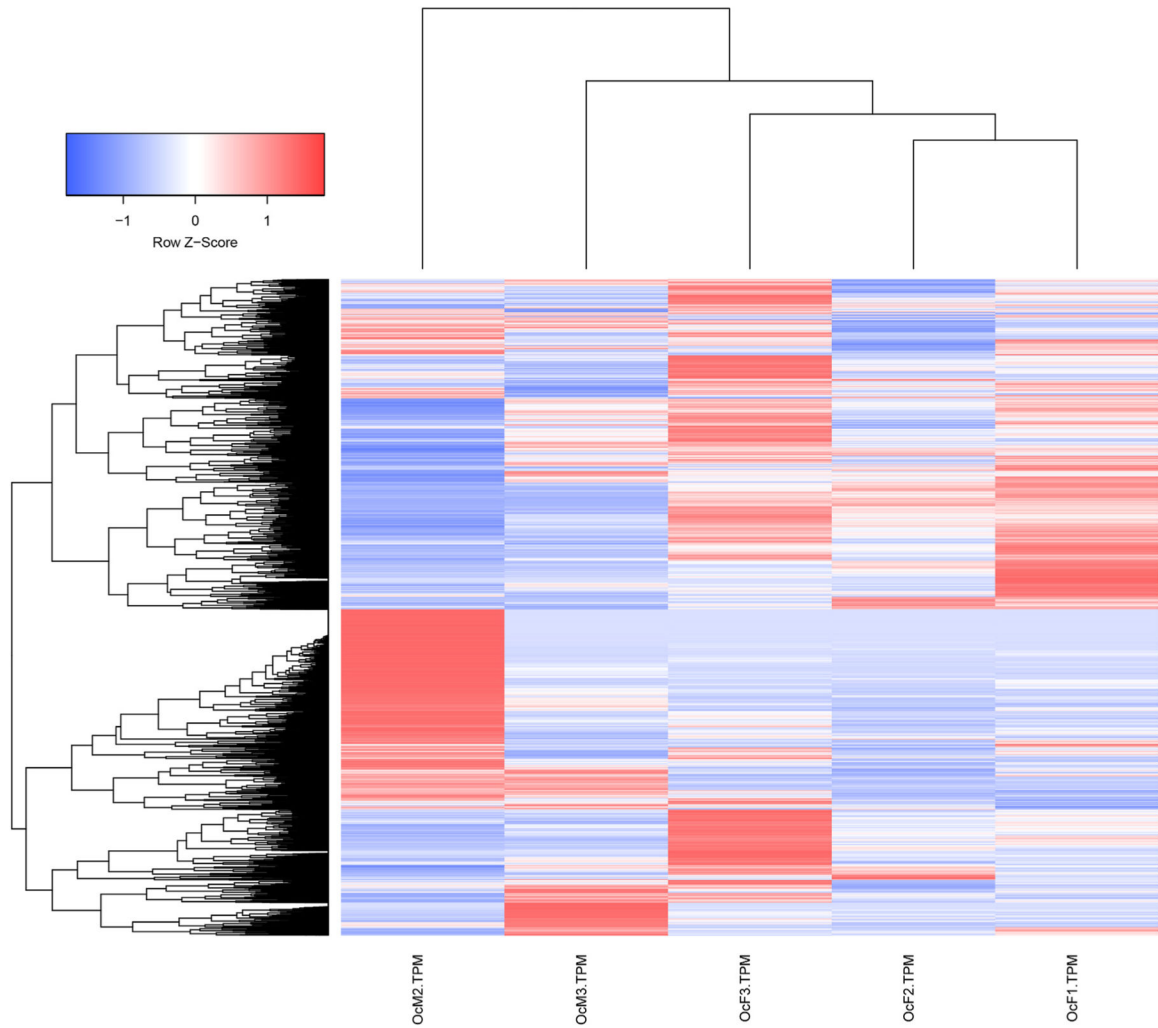 −1 0 1
Row Z−Score
OcM2.TPM
OcM3.TPM
OcF3.TPM
OcF2.TPM
OcF1.TPM